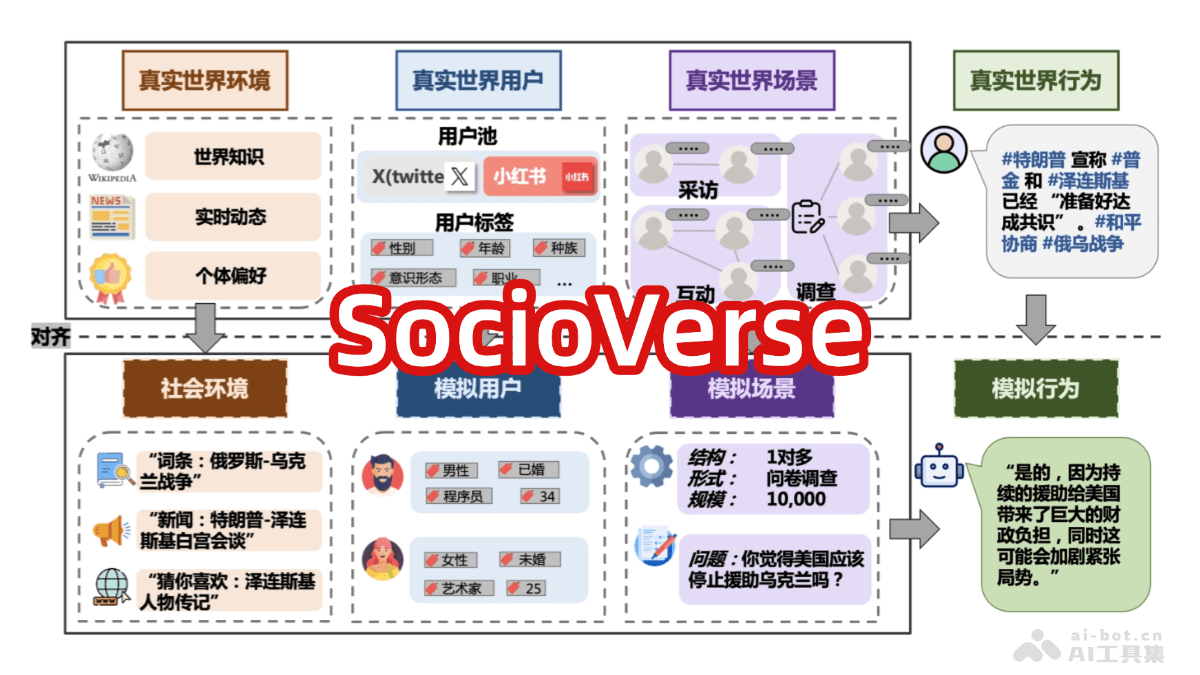 真实世界环境
WIKIPEDIA
世界知识
NEWS
实时动态
个体偏好
真实世界用户
用户池
X(twitte
小红书
小红书
用户标签
性别
年龄
种族
意识形态
职业
...
真实世界场景
采访
互动
调查
真实世界行为
#特朗普 宣称 #普
金 和 #泽连斯基
已经 “准备好达
成共识” 。#和平
协商 #俄乌战争
对齐
SocioVerse
社会环境
“词条：俄罗斯-乌克
兰战争”
“新闻：特朗普-泽连
斯基白宫会谈”
WWW
“猜你喜欢：泽连斯基
人物传记”
模拟用户
男性
已婚
程序员
34
女性
未婚
艺术家
25
模拟场景
结构： 1对多
形式： 问卷调查
规模： 10,000
问题：你觉得美国应该
停止援助乌克兰吗？
模拟行为
“是的，因为持
续的援助给美国
带来了巨大的财
政负担，同时这
可能会加剧紧张
局势。”
ai-bot.cn
AI工具集